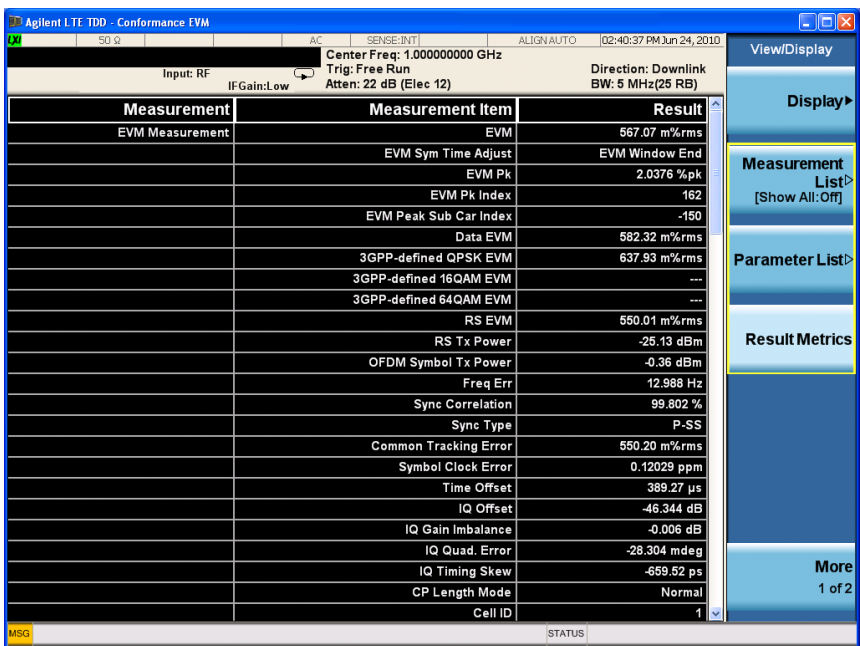 Agilent LTE TDD - Conformance EVM
LXI 50 Ω AC SENSE:INT ALIGN AUTO 02:40:37 PM Jun 24, 2010
Center Freq: 1.000000000 GHz
Input: RF Trig: Free Run Direction: Downlink
IFGain:Low Atten: 22 dB (Elec 12) BW: 5 MHz(25 RB)
Measurement Measurement Item Result
EVM Measurement EVM 567.07 m%rms
EVM Sym Time Adjust EVM Window End
EVM Pk 2.0376 %pk
EVM Pk Index 162
EVM Peak Sub Car Index -150
Data EVM 582.32 m%rms
3GPP-defined QPSK EVM 637.93 m%rms
3GPP-defined 16QAM EVM ---
3GPP-defined 64QAM EVM ---
RS EVM 550.01 m%rms
RS Tx Power -25.13 dBm
OFDM Symbol Tx Power -0.36 dBm
Freq Err 12.988 Hz
Sync Correlation 99.802 %
Sync Type P-SS
Common Tracking Error 550.20 m%rms
Symbol Clock Error 0.12029 ppm
Time Offset 389.27 µs
IQ Offset -46.344 dB
IQ Gain Imbalance -0.006 dB
IQ Quad. Error -28.304 mdeg
IQ Timing Skew -659.52 ps
CP Length Mode Normal
Cell ID 1
MSG STATUS
View/Display
Display
Measurement
List
[Show All:Off]
Parameter List
Result Metrics
More
1 of 2